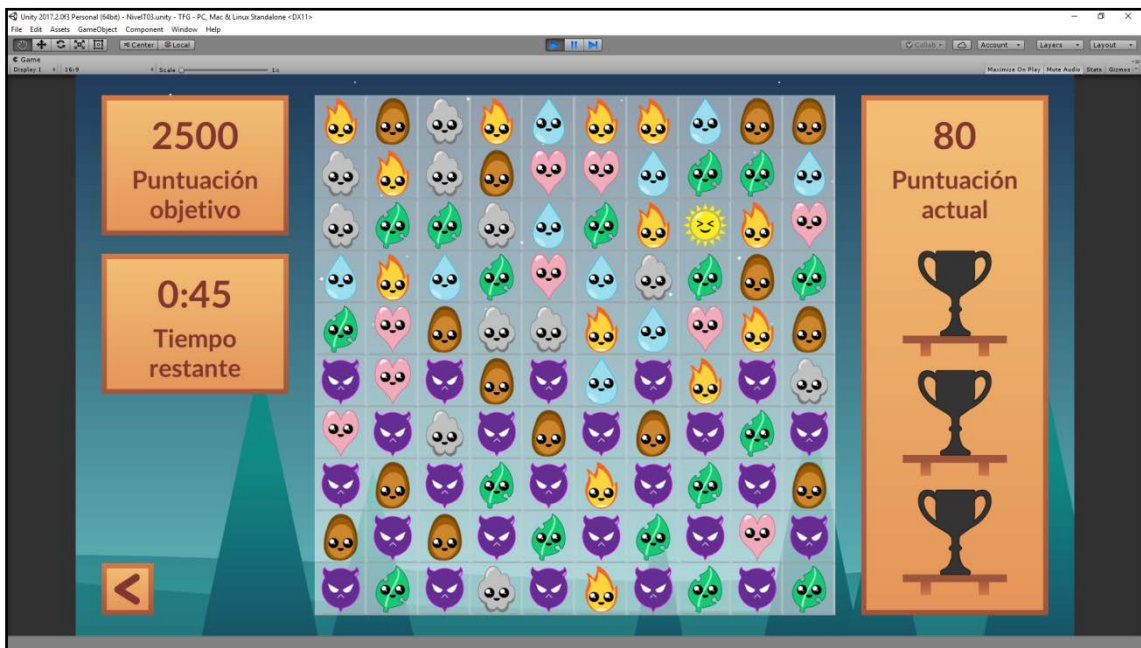 Unity 2017.2.0f3 Personal (64bit) - NivelT03.unity - TFG - PC, Mac & Linux Standalone <DX11>
File Edit Assets GameObject Component Window Help
Center Local Collab Account Layers Layout
Game
Display 1 16:9 Scale 1x Maximize On Play Mute Audio Stats Gizmos
2500
Puntuación
objetivo
0:45
Tiempo
restante
80
Puntuación
actual